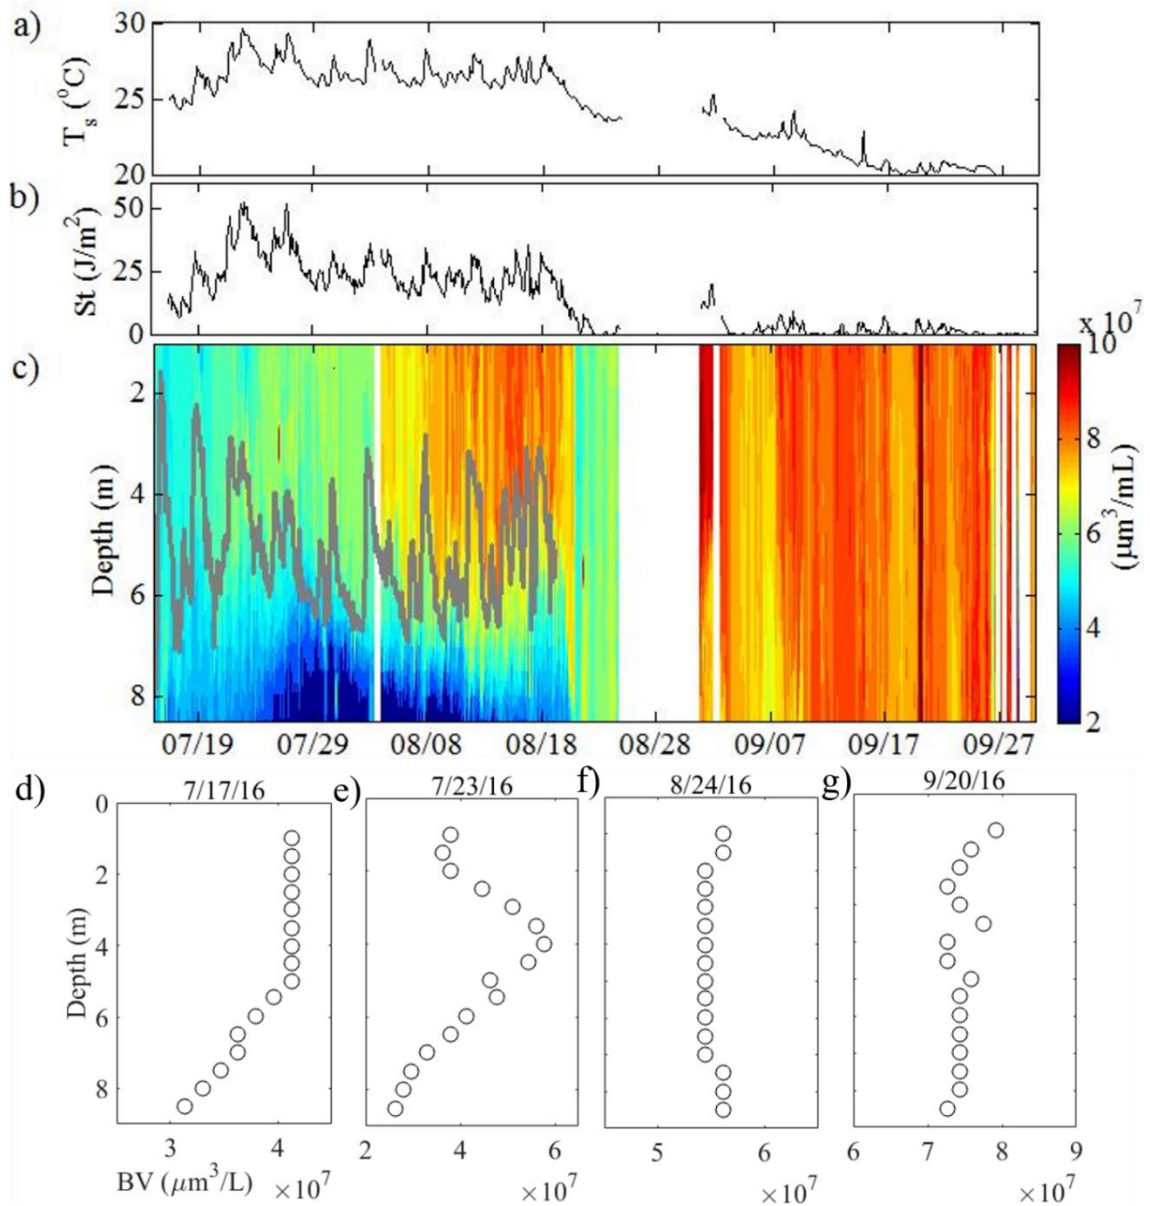 a)
30
25
20
T_s (⁰C)
b)
50
25
0
St (J/m²)
x 10⁷
c)
2
4
6
8
Depth (m)
07/19 07/29 08/08 08/18 08/28 09/07 09/17 09/27
10
8
6
4
2
(μm³/mL)
d) 7/17/16 e) 7/23/16 f) 8/24/16 g) 9/20/16
0
2
4
6
8
Depth (m)
3 4 2 4 6 5 6 6 7 8 9
BV (μm³/L) ×10⁷ ×10⁷ ×10⁷ ×10⁷